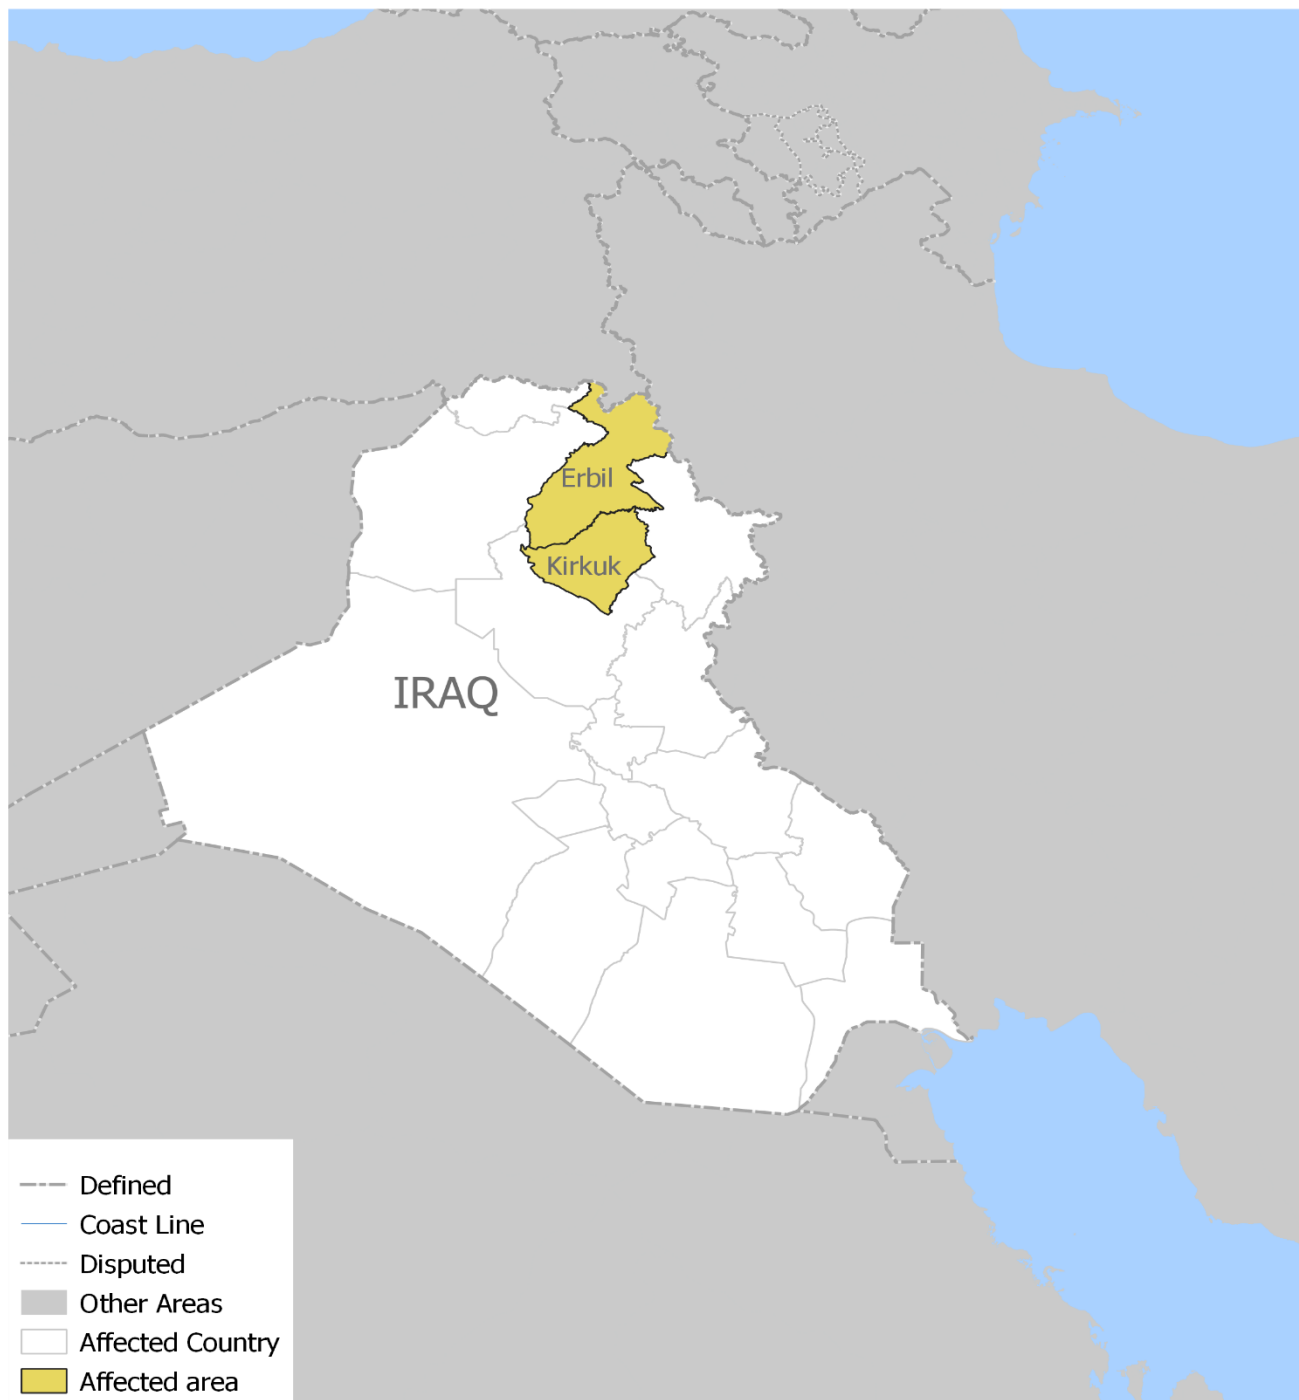 Erbil
Kirkuk
IRAQ
Defined
Coast Line
Disputed
Other Areas
Affected Country
Affected area